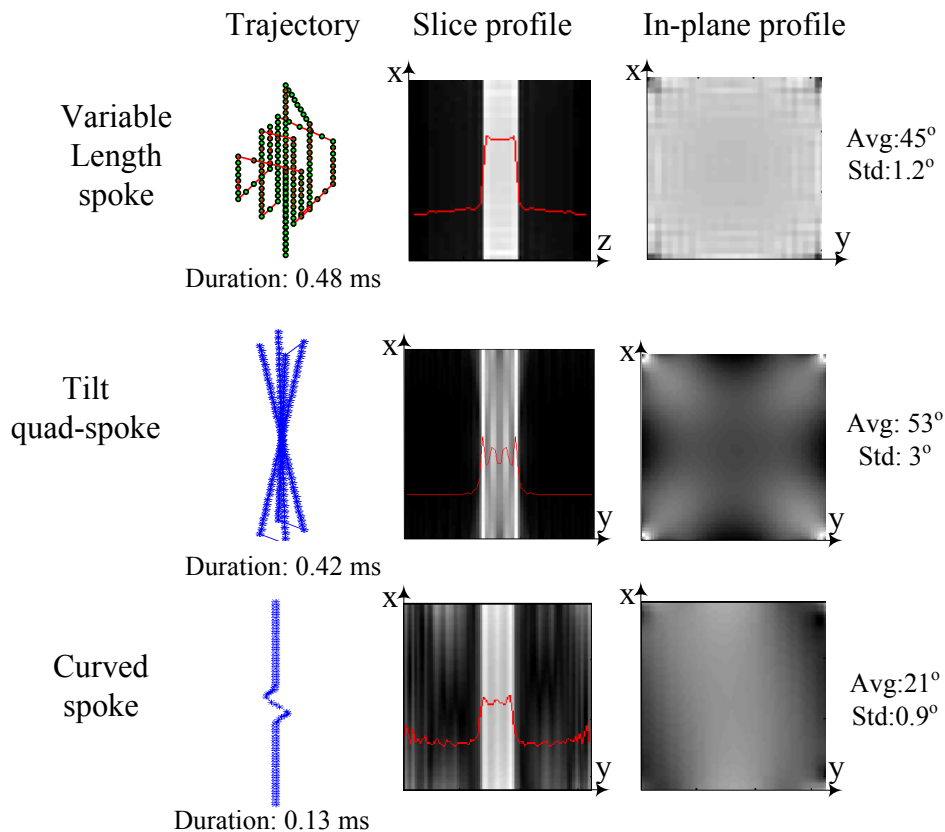 Trajectory Slice profile In-plane profile
Variable
Length
spoke
x
z
x
y
Avg:45°
Std:1.2°
Duration: 0.48 ms
Tilt
quad-spoke
x
y
x
y
Avg: 53°
Std: 3°
Duration: 0.42 ms
Curved
spoke
x
y
x
y
Avg:21°
Std:0.9°
Duration: 0.13 ms